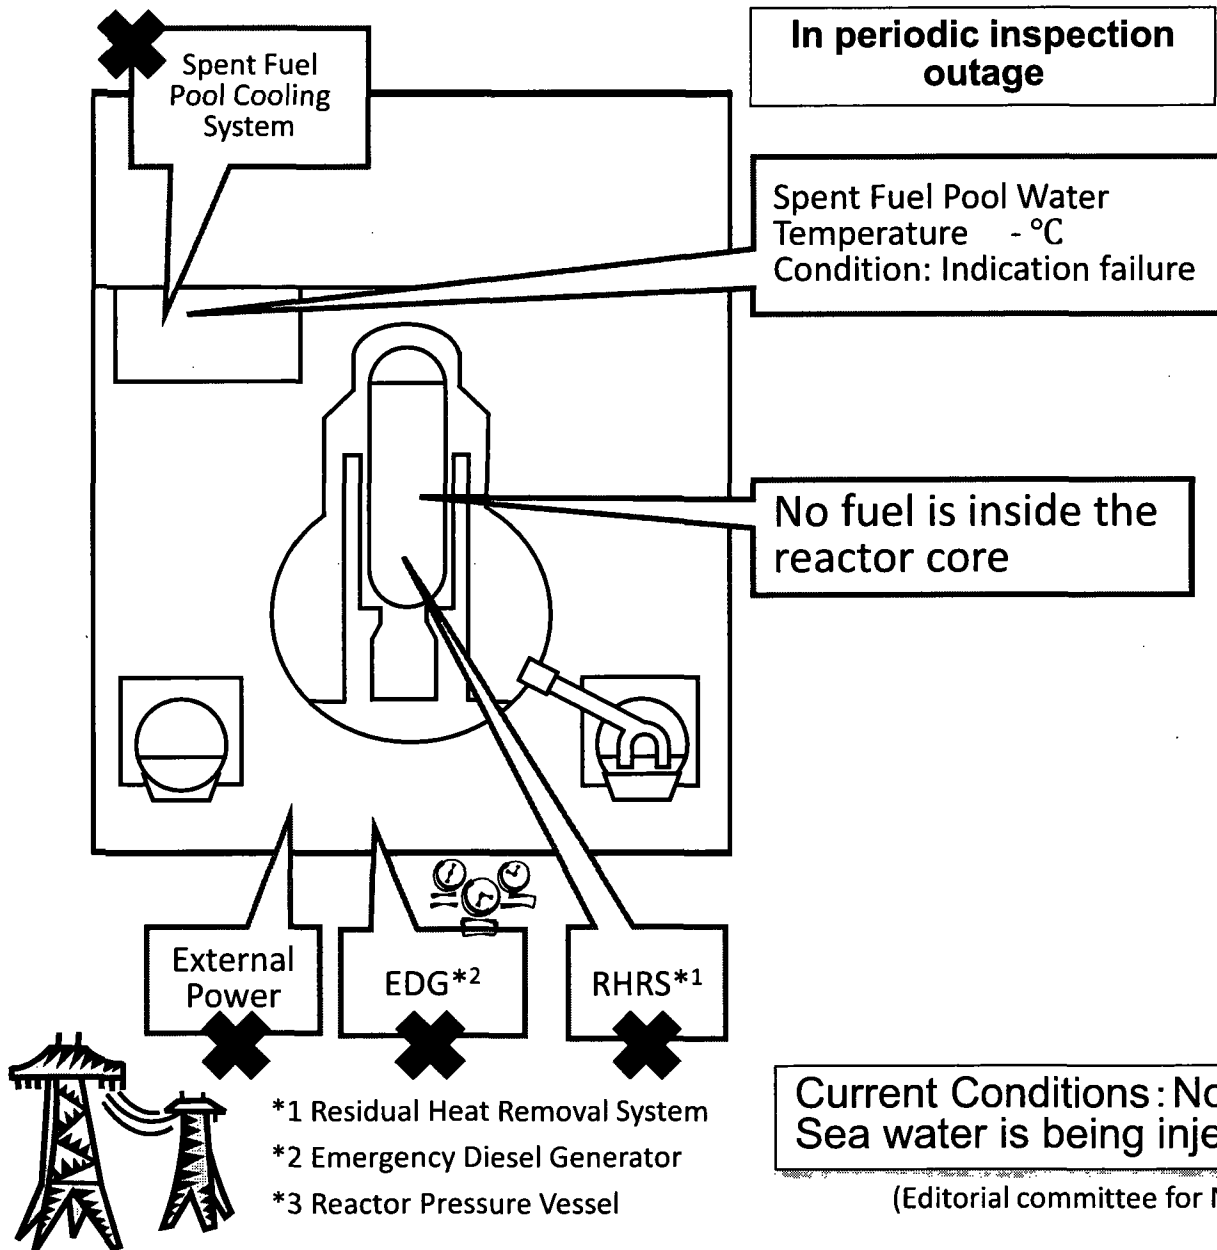 In periodic inspection
outage
Spent Fuel
Pool Cooling
System
Spent Fuel Pool Water
Temperature - °C
Condition: Indication failure
No fuel is inside the
reactor core
External
Power
EDG*2
RHRS*1
*1 Residual Heat Removal System
*2 Emergency Diesel Generator
*3 Reactor Pressure Vessel
Current Conditions : No
Sea water is being inje
(Editorial committee for